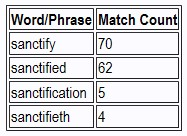 Word/Phrase Match Count
sanctify 70
sanctified 62
sanctification 5
sanctifieth 4